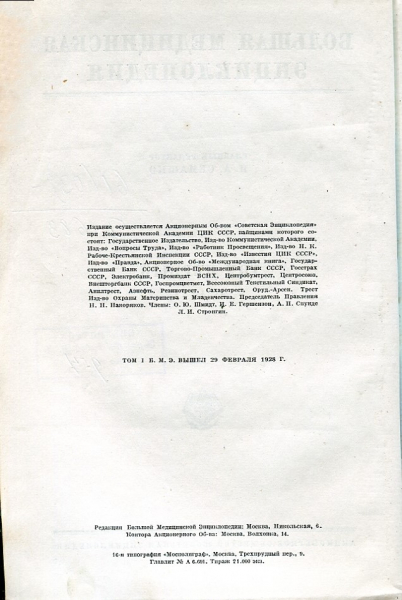 БОЛЬШАЯ МЕДИЦИНСКАЯ
ЭНЦИКЛОПЕДИЯ
Издание осуществляется Акционерным Об-вом «Советская Энциклопедия»
при Коммунистической Академии ЦИК СССР, пайщиками которого со-
стоят: Государственное Издательство, Изд-во Коммунистической Академии,
Изд-во «Вопросы Труда», Изд-во «Работник Просвещения», Изд-во Н. К.
Рабоче-Крестьянской Инспекции СССР, Изд-во «Известия ЦИК СССР»,
Изд-во «Правда», Акционерное Об-во «Международная книга», Государ-
ственный Банк СССР, Торгово-Промышленный Банк СССР, Госстрах
СССР, Электробанк, Промиздат ВСНХ, Центробумтрест, Центросоюз,
Внешторгбанк СССР, Госпромцветмет, Всесоюзный Текстильный Синдикат,
Анилтрест, Азнефть, Резинотрест, Сахаротрест, Оруд.-Арсен. Трест
Изд-во Охраны Материнства и Младенчества. Председатель Правления
Н. Н. Накоряков. Члены: О. Ю. Шмидт, Ц. Е. Гершензон, А. П. Спунде
Л. И. Стронгин.
ТОМ I Б. М. Э. ВЫШЕЛ 29 ФЕВРАЛЯ 1928 Г.
Редакция Большой Медицинской Энциклопедии: Москва, Никольская, 6.
Контора Акционерного Об-ва: Москва, Волхонка, 14.
16-я типография «Мосполиграф», Москва, Трехпрудный пер., 9.
Главлит № А 6.601. Тираж 21.000 экз.